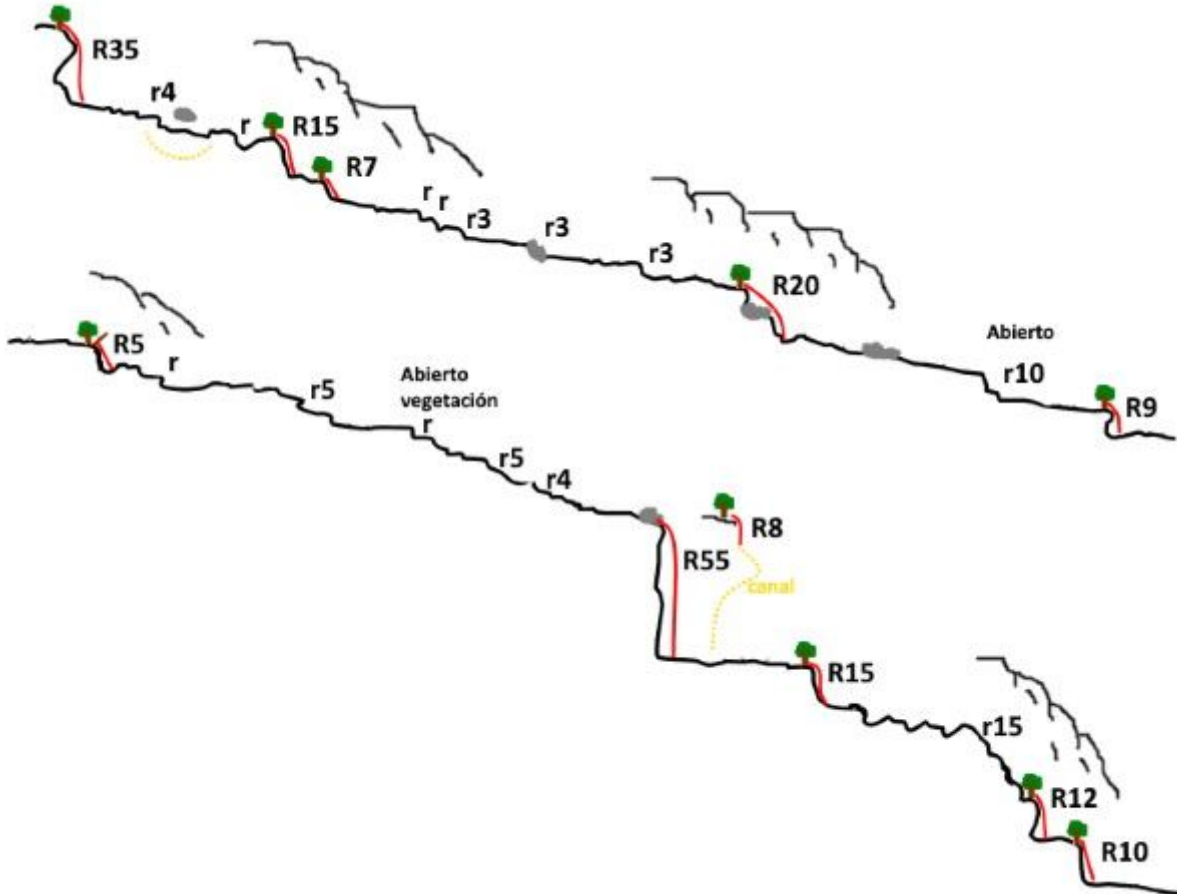 R35
r4
r
R15
R7
r
r
r3
r3
r3
R20
Abierto
r10
R9
R5
r
r5
Abierto
vegetación
r
r5
r4
R55
R8
canal
R15
r15
R12
R10